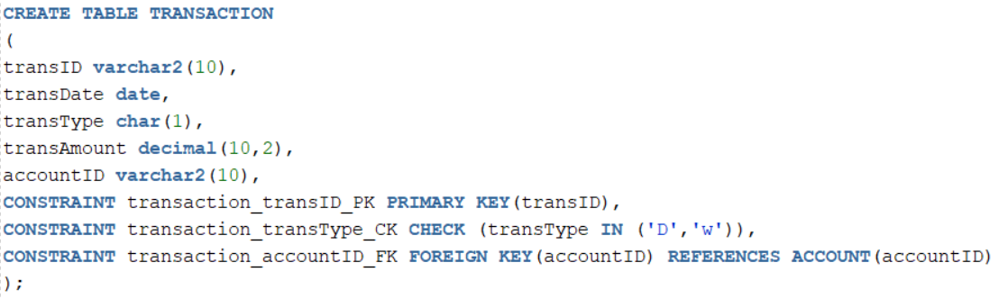 CREATE TABLE TRANSACTION
(
transID varchar2(10),
transDate date,
transType char(1),
transAmount decimal(10,2),
accountID varchar2(10),
CONSTRAINT transaction_transID_PK PRIMARY KEY(transID),
CONSTRAINT transaction_transType_CK CHECK (transType IN ('D','w')),
CONSTRAINT transaction_accountID_FK FOREIGN KEY(accountID) REFERENCES ACCOUNT(accountID)
);